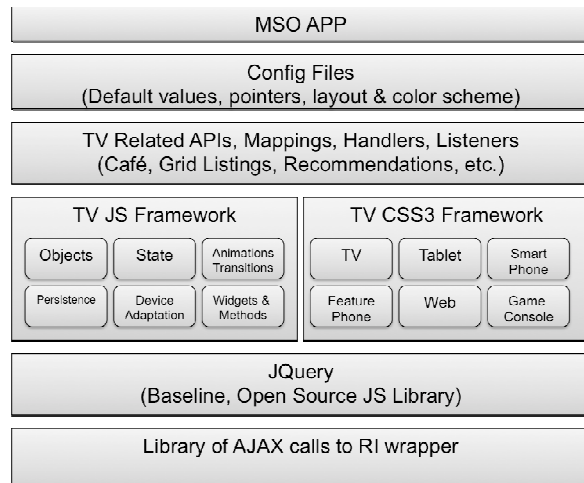 MSO APP
Config Files
(Default values, pointers, layout & color scheme)
TV Related APIs, Mappings, Handlers, Listeners
(Café, Grid Listings, Recommendations, etc.)
TV JS Framework
Objects
State
Animations
Transitions
Persistence
Device
Adaptation
Widgets &
Methods
TV CSS3 Framework
TV
Tablet
Smart
Phone
Feature
Phone
Web
Game
Console
JQuery
(Baseline, Open Source JS Library)
Library of AJAX calls to RI wrapper